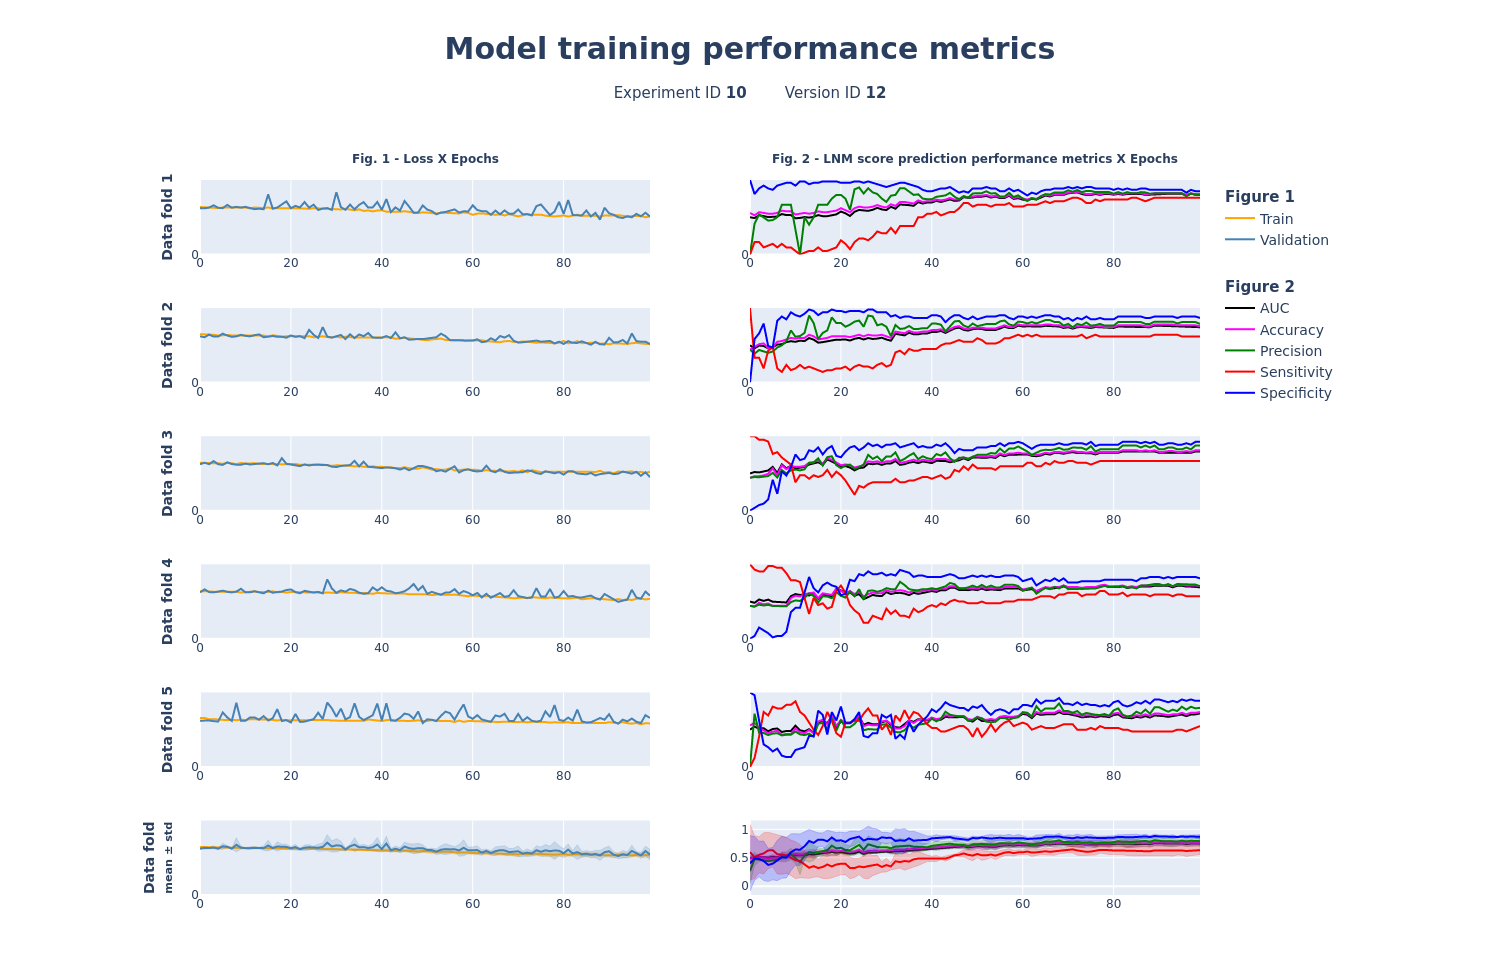 Model training performance metrics
Experiment ID 10 Version ID 12
Fig. 1 - Loss X Epochs
Fig. 2 - LNM score prediction performance metrics X Epochs
Data fold 1
0
0 20 40 60 80
0
0 20 40 60 80
Data fold 2
0
0 20 40 60 80
0
0 20 40 60 80
Data fold 3
0
0 20 40 60 80
0
0 20 40 60 80
Data fold 4
0
0 20 40 60 80
0
0 20 40 60 80
Data fold 5
0
0 20 40 60 80
0
0 20 40 60 80
Data fold
mean ± std
0
0 20 40 60 80
1
0.5
0
0 20 40 60 80
Figure 1
Train
Validation
Figure 2
AUC
Accuracy
Precision
Sensitivity
Specificity